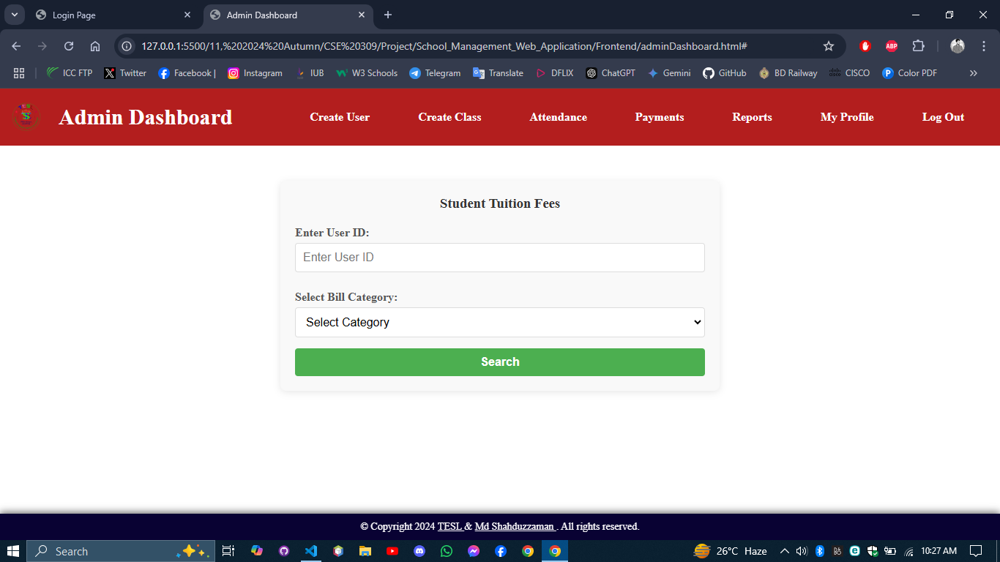 Login Page
Admin Dashboard
127.0.0.1:5500/11,%202024%20Autumn/CSE%20309/Project/School_Management_Web_Application/Frontend/adminDashboard.html#
ABP
ICC FTP Twitter Facebook | Instagram IUB W3 Schools Telegram Translate DFLIX ChatGPT Gemini GitHub BD Railway CISCO Color PDF
Admin Dashboard
Create User Create Class Attendance Payments Reports My Profile Log Out
Student Tuition Fees
Enter User ID:
Enter User ID
Select Bill Category:
Select Category
Search
© Copyright 2024 TESL & Md Shahduzzaman . All rights reserved.
Search
26°C Haze
10:27 AM